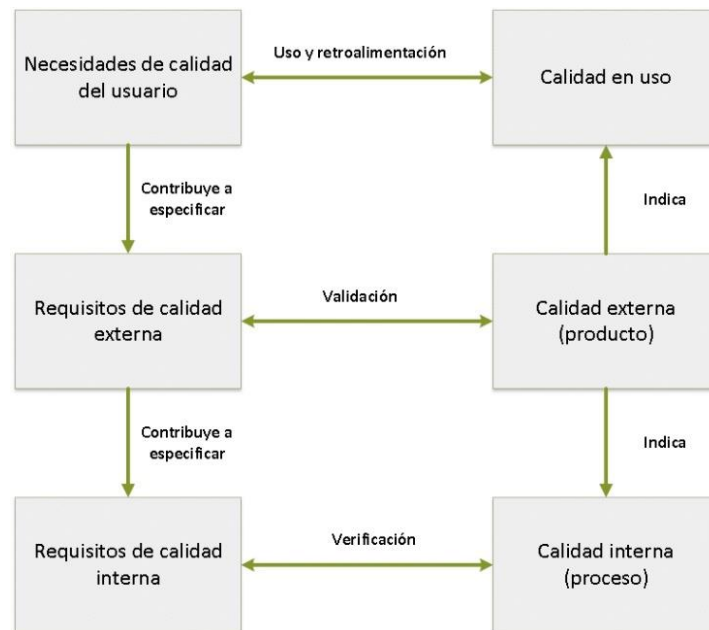 Necesidades de calidad
del usuario
Uso y retroalimentación
Calidad en uso
Contribuye a
especificar
Indica
Requisitos de calidad
externa
Validación
Calidad externa
(producto)
Contribuye a
especificar
Indica
Requisitos de calidad
interna
Verificación
Calidad interna
(proceso)